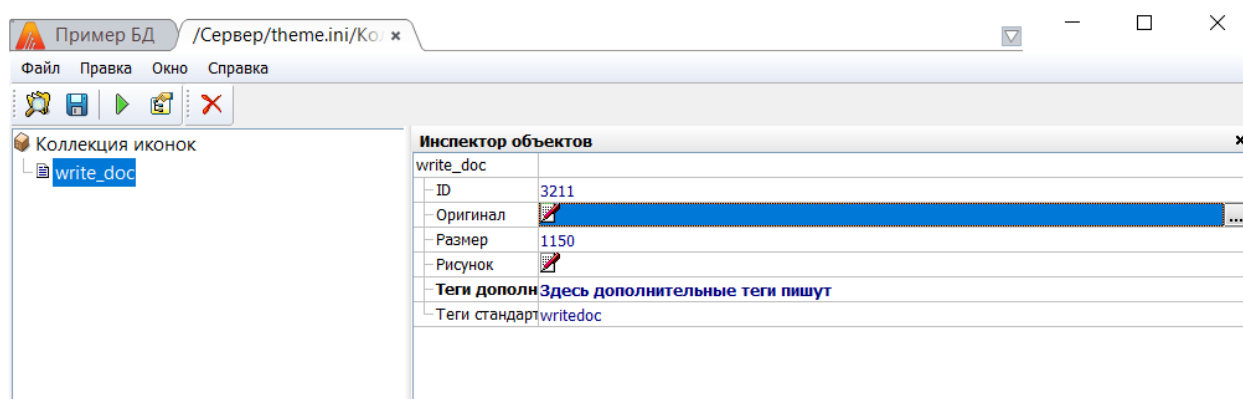 Пример БД /Сервер/theme.ini/Ко
Файл Правка Окно Справка
Коллекция иконок
write_doc
Инспектор объектов
write_doc
ID 3211
Оригинал ...
Размер 1150
Рисунок
Теги дополн Здесь дополнительные теги пишут
Теги стандарт writedoc